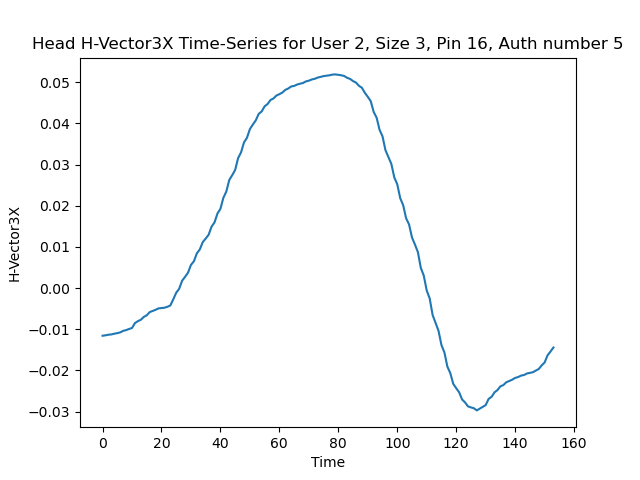 Head H-Vector3X Time-Series for User 2, Size 3, Pin 16, Auth number 5
0.05
0.04
0.03
0.02
0.01
0.00
−0.01
−0.02
−0.03
H-Vector3X
0 20 40 60 80 100 120 140 160
Time